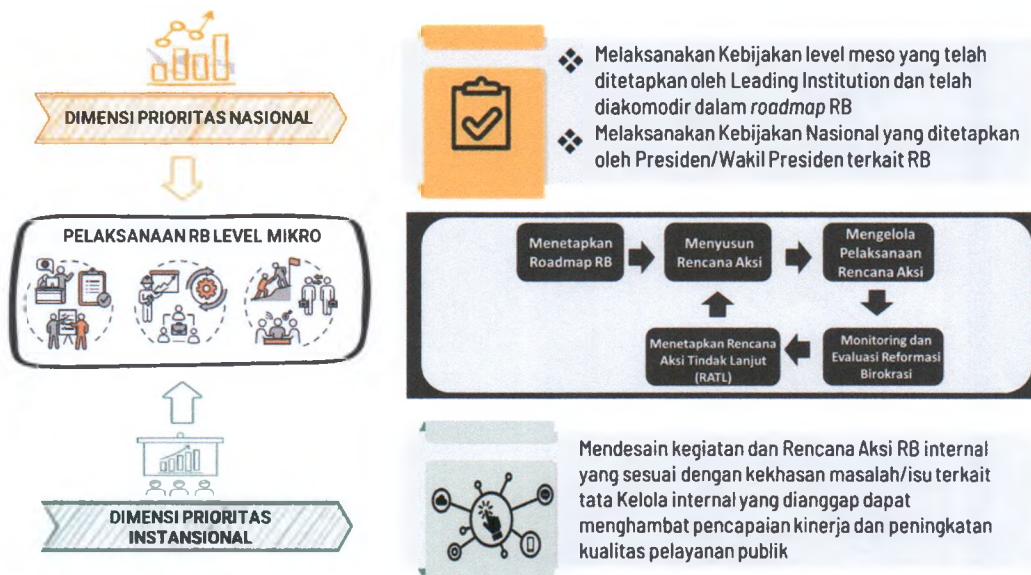 DIMENSI PRIORITAS NASIONAL
❖ Melaksanakan Kebijakan level meso yang telah
ditetapkan oleh Leading Institution dan telah
diakomodir dalam roadmap RB
❖ Melaksanakan Kebijakan Nasional yang ditetapkan
oleh Presiden/Wakil Presiden terkait RB
PELAKSANAAN RB LEVEL MIKRO
Menetapkan
Roadmap RB
Menyusun
Rencana Aksi
Mengelola
Pelaksanaan
Rencana Aksi
Monitoring dan
Evaluasi Reformasi
Birokrasi
Menetapkan Rencana
Aksi Tindak Lanjut
(RATL)
DIMENSI PRIORITAS
INSTANSIONAL
Mendesain kegiatan dan Rencana Aksi RB internal
yang sesuai dengan kekhasan masalah/isu terkait
tata Kelola internal yang dianggap dapat
menghambat pencapaian kinerja dan peningkatan
kualitas pelayanan publik